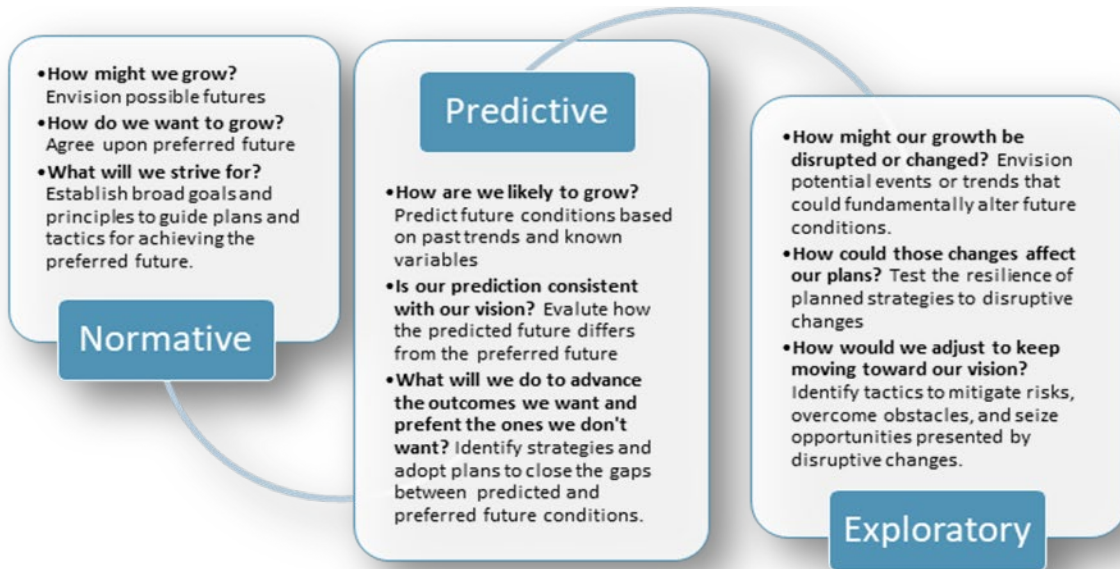 •How might we grow?
Envision possible futures
•How do we want to grow?
Agree upon preferred future
•What will we strive for?
Establish broad goals and
principles to guide plans and
tactics for achieving the
preferred future.
Normative
Predictive
•How are we likely to grow?
Predict future conditions based
on past trends and known
variables
•Is our prediction consistent
with our vision? Evalute how
the predicted future differs
from the preferred future
•What will we do to advance
the outcomes we want and
prefent the ones we don't
want? Identify strategies and
adopt plans to close the gaps
between predicted and
preferred future conditions.
•How might our growth be
disrupted or changed? Envision
potential events or trends that
could fundamentally alter future
conditions.
•How could those changes affect
our plans? Test the resilience of
planned strategies to disruptive
changes
•How would we adjust to keep
moving toward our vision?
Identify tactics to mitigate risks,
overcome obstacles, and seize
opportunities presented by
disruptive changes.
Exploratory